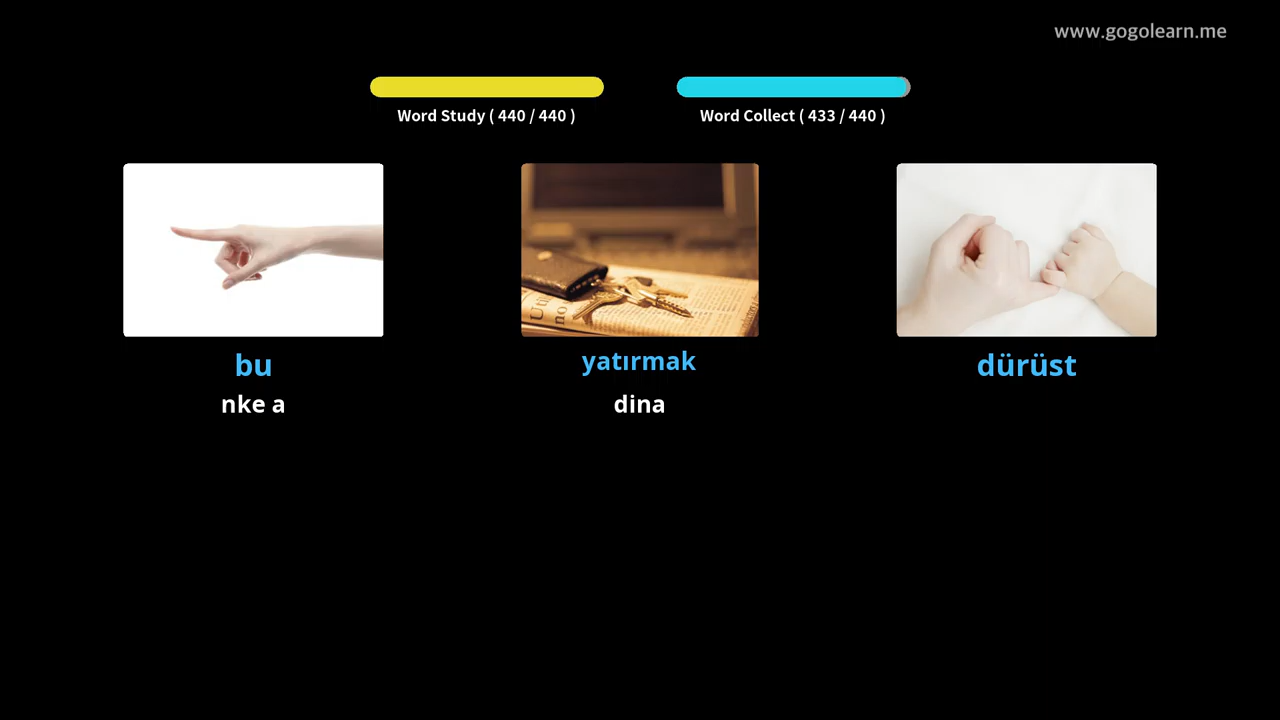 www.gogolearn.me
Word Study ( 440 / 440 )
Word Collect ( 433 / 440 )
bu
yatırmak
dürüst
nke a
dina